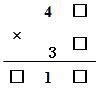 4 □
×
3 □
□ 1 □